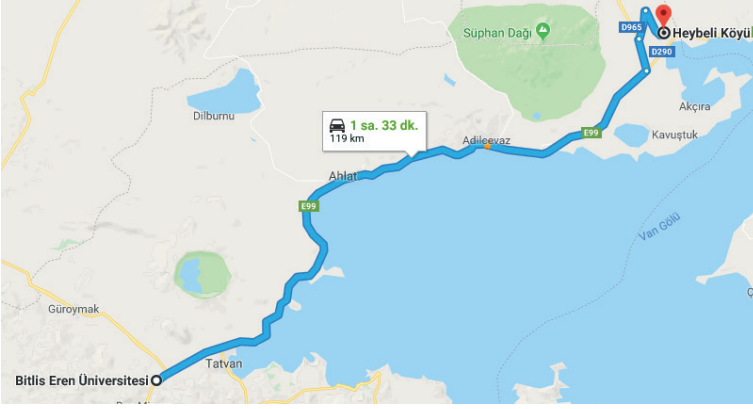 D965
Heybeli Köyü
Süphan Dağı
D290
Akçıra
Dilburnu
1 sa. 33 dk.
119 km
Adilcevaz
E99
Kavuştuk
Ahlat
E99
Van Gölü
Güroymak
Tatvan
Bitlis Eren Üniversitesi